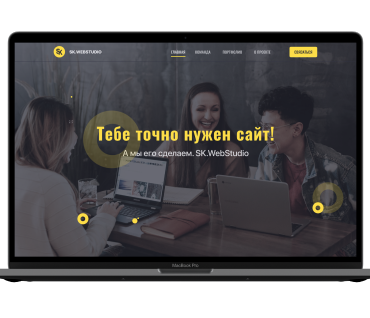 SK SK.WEBSTUDIO ГЛАВНАЯ КОМАНДА ПОРТФОЛИО О ПРОЕКТЕ СВЯЗАТЬСЯ
Тебе точно нужен сайт!
А мы его сделаем. SK.WebStudio
MacBook Pro